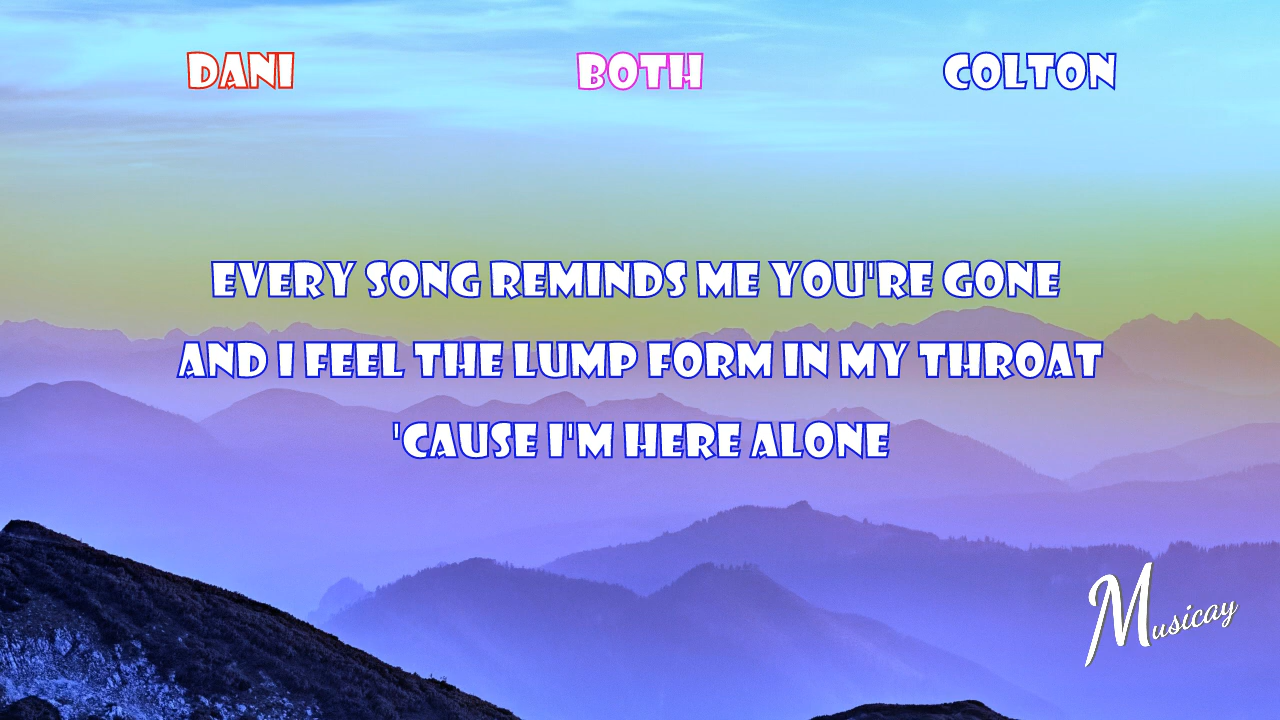 DANI BOTH COLTON
EVERY SONG REMINDS ME YOU'RE GONE
AND I FEEL THE LUMP FORM IN MY THROAT
'CAUSE I'M HERE ALONE
Musicay